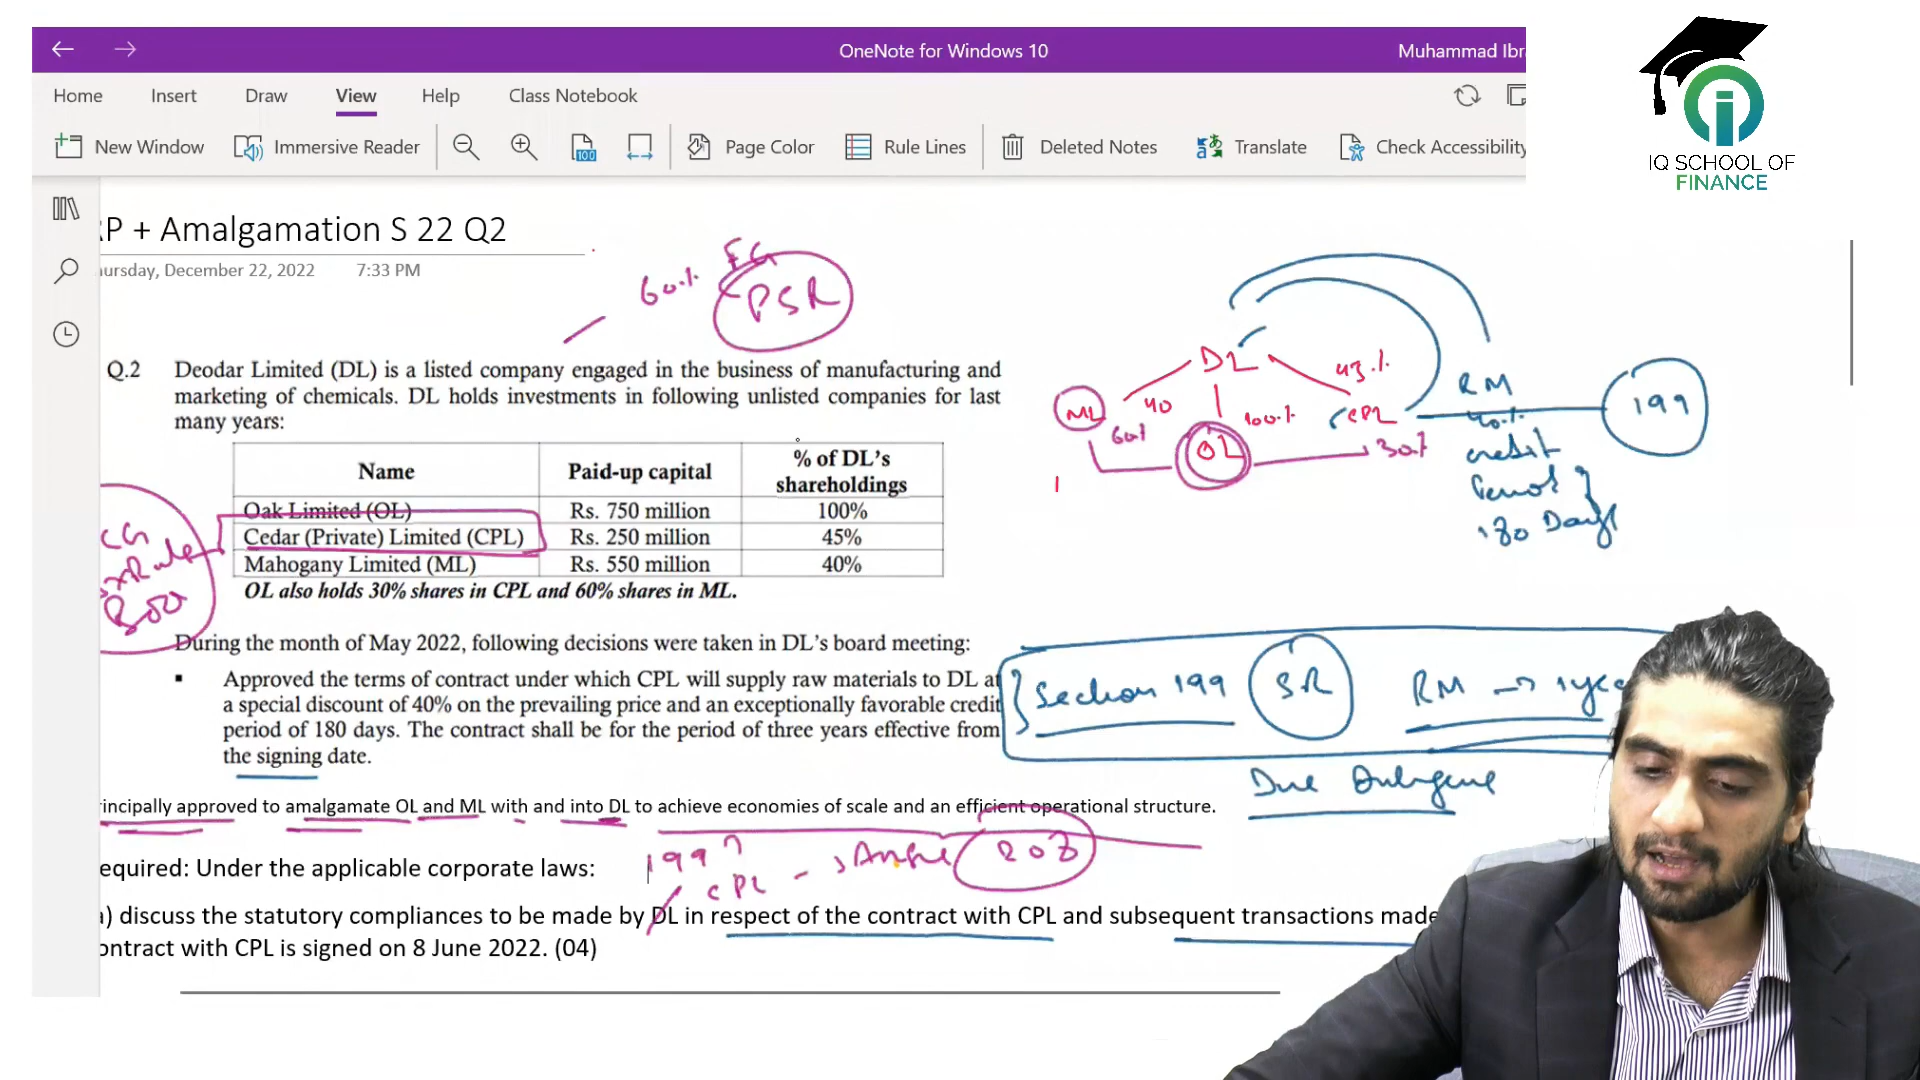 OneNote for Windows 10
Muhammad Ibr
Home Insert Draw View Help Class Notebook
New Window Immersive Reader Page Color Rule Lines Deleted Notes Translate Check Accessibility
IQ SCHOOL OF
FINANCE
RP + Amalgamation S 22 Q2
ursday, December 22, 2022 7:33 PM
60%
PSR
Q.2 Deodar Limited (DL) is a listed company engaged in the business of manufacturing and
marketing of chemicals. DL holds investments in following unlisted companies for last
many years:
Name Paid-up capital % of DL's shareholdings
Oak Limited (OL) Rs. 750 million 100%
Cedar (Private) Limited (CPL) Rs. 250 million 45%
Mahogany Limited (ML) Rs. 550 million 40%
OL also holds 30% shares in CPL and 60% shares in ML.
DL
ML 40 100% CPL
60% OL 30%
RM
40%
credit
Period
180 Days
199
During the month of May 2022, following decisions were taken in DL's board meeting:
▪ Approved the terms of contract under which CPL will supply raw materials to DL at
a special discount of 40% on the prevailing price and an exceptionally favorable credit
period of 180 days. The contract shall be for the period of three years effective from
the signing date.
Section 199 SR RM → 1 year
Due
rincipally approved to amalgamate OL and ML with and into DL to achieve economies of scale and an efficient operational structure.
equired: Under the applicable corporate laws:
199?
CPL - 208
a) discuss the statutory compliances to be made by DL in respect of the contract with CPL and subsequent transactions made
ontract with CPL is signed on 8 June 2022. (04)